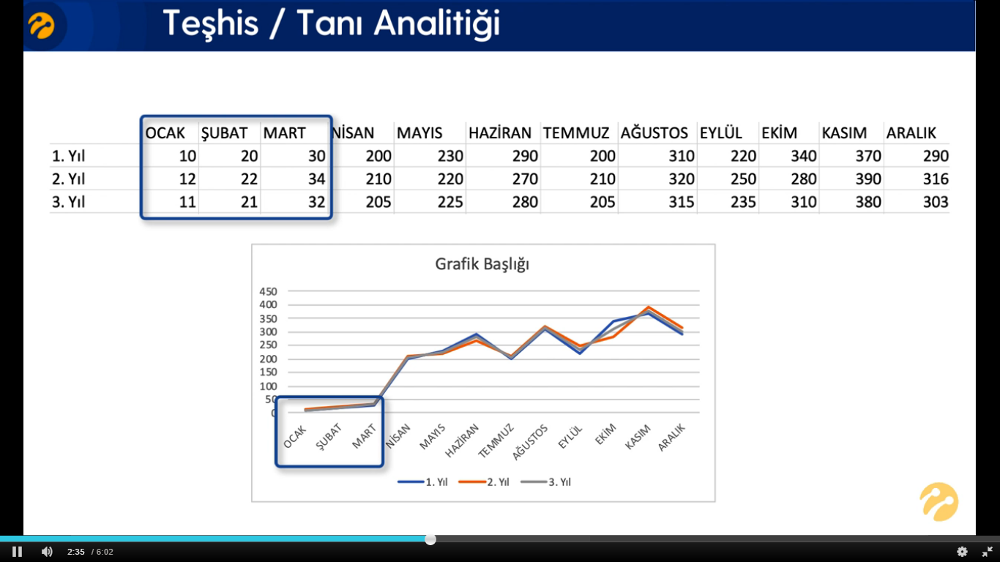 Teşhis / Tanı Analitiği
OCAK ŞUBAT MART NİSAN MAYIS HAZİRAN TEMMUZ AĞUSTOS EYLÜL EKİM KASIM ARALIK
1. Yıl 10 20 30 200 230 290 200 310 220 340 370 290
2. Yıl 12 22 34 210 220 270 210 320 250 280 390 316
3. Yıl 11 21 32 205 225 280 205 315 235 310 380 303
Grafik Başlığı
450
400
350
300
250
200
150
100
50
0
OCAK ŞUBAT MART NİSAN MAYIS HAZİRAN TEMMUZ AĞUSTOS EYLÜL EKİM KASIM ARALIK
1. Yıl 2. Yıl 3. Yıl
2:35 / 6:02